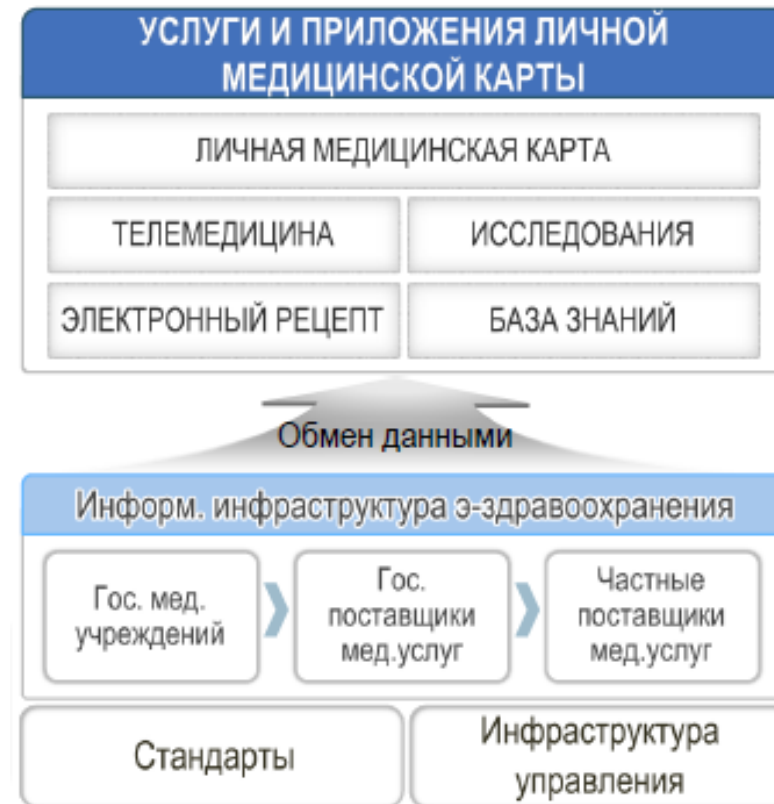 УСЛУГИ И ПРИЛОЖЕНИЯ ЛИЧНОЙ
МЕДИЦИНСКОЙ КАРТЫ
ЛИЧНАЯ МЕДИЦИНСКАЯ КАРТА
ТЕЛЕМЕДИЦИНА
ИССЛЕДОВАНИЯ
ЭЛЕКТРОННЫЙ РЕЦЕПТ
БАЗА ЗНАНИЙ
Обмен данными
Информ. инфраструктура э-здравоохранения
Гос. мед.
учреждений
Гос.
поставщики
мед.услуг
Частные
поставщики
мед.услуг
Стандарты
Инфраструктура
управления